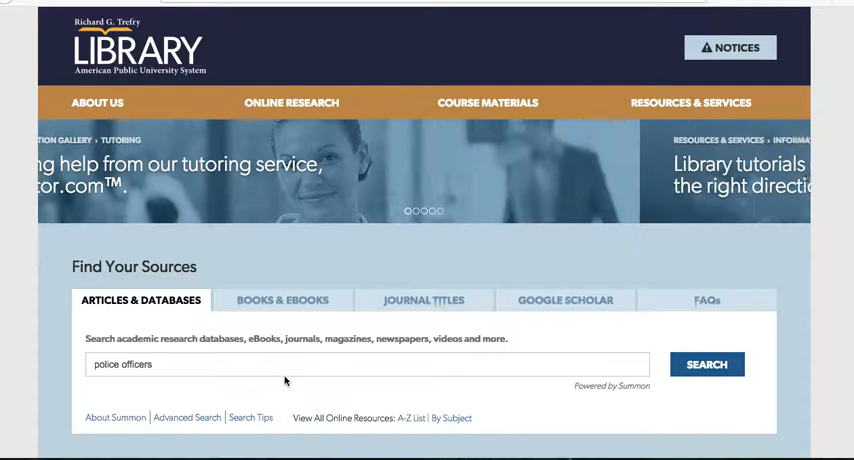 Richard G. Trefry
LIBRARY
American Public University System
NOTICES
ABOUT US
ONLINE RESEARCH
COURSE MATERIALS
RESOURCES & SERVICES
TION GALLERY › TUTORING
ng help from our tutoring service,
tor.com™.
RESOURCES & SERVICES › INFORMA
Library tutorials
the right directi
Find Your Sources
ARTICLES & DATABASES
BOOKS & EBOOKS
JOURNAL TITLES
GOOGLE SCHOLAR
FAQs
Search academic research databases, eBooks, journals, magazines, newspapers, videos and more.
police officers
SEARCH
Powered by Summon
About Summon | Advanced Search | Search Tips
View All Online Resources: A-Z List | By Subject